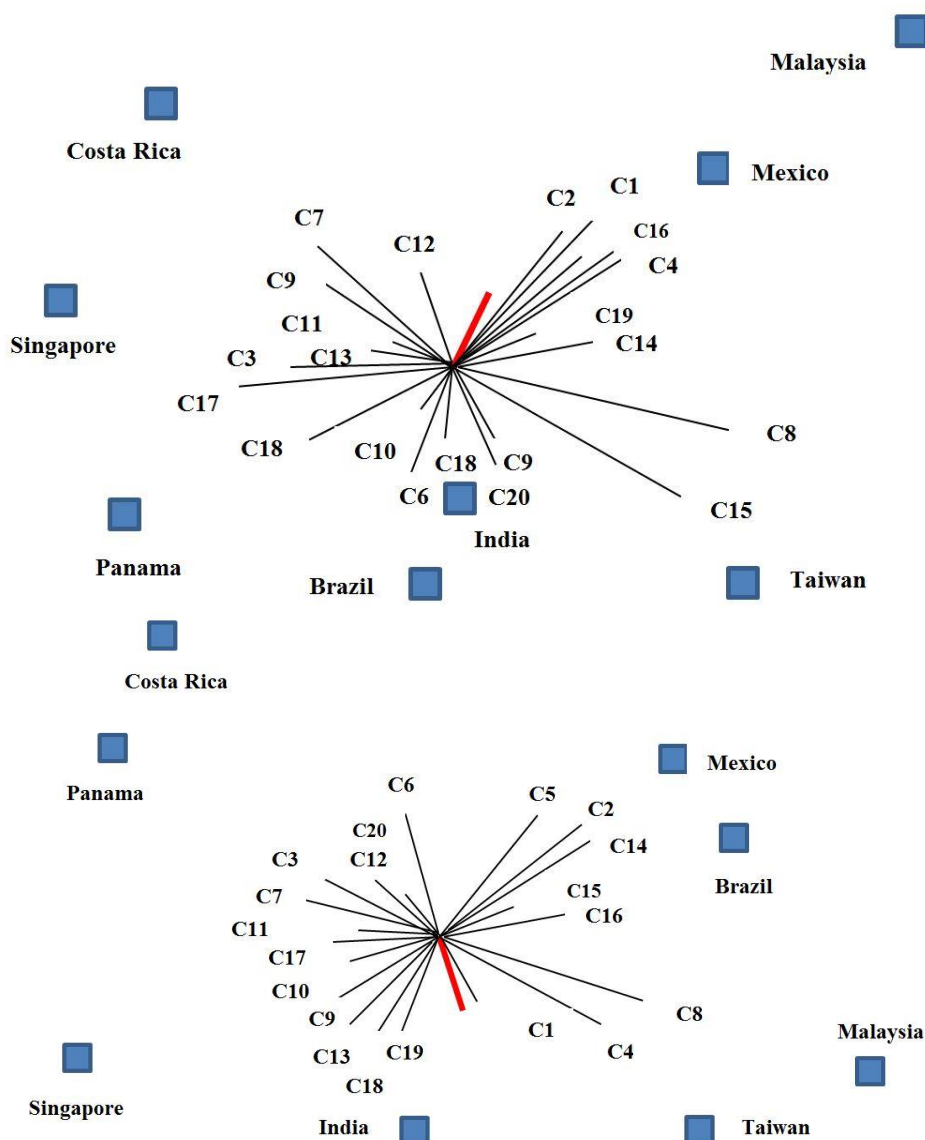 Malaysia
Costa Rica
Mexico
C1
C2
C7
C16
C12
C4
C9
C19
C11
C14
Singapore
C3
C13
C17
C8
C18
C10
C18
C9
C6
C20
C15
India
Panama
Brazil
Taiwan
Costa Rica
Mexico
Panama
C6
C5
C2
C20
C14
C3
C12
Brazil
C7
C15
C16
C11
C17
C10
C8
C9
C1
Malaysia
C13
C19
C4
C18
Singapore
India
Taiwan